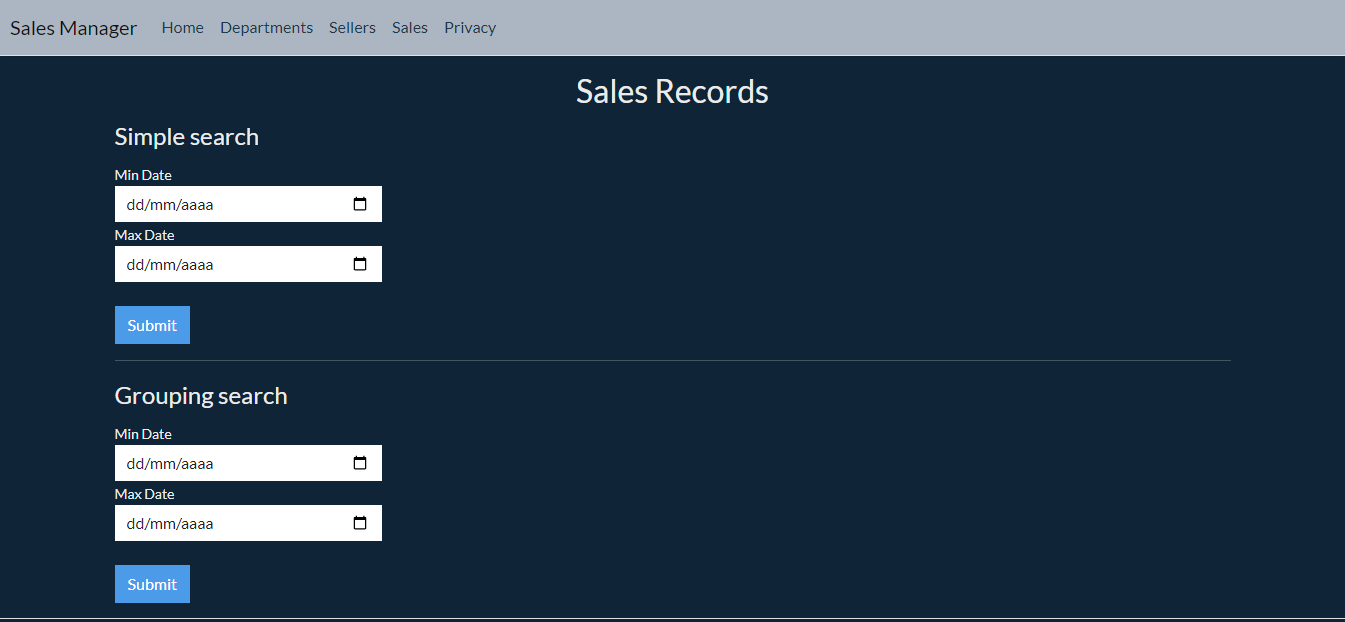 Sales Manager Home Departments Sellers Sales Privacy
Sales Records
Simple search
Min Date
dd/mm/aaaa
Max Date
dd/mm/aaaa
Submit
Grouping search
Min Date
dd/mm/aaaa
Max Date
dd/mm/aaaa
Submit